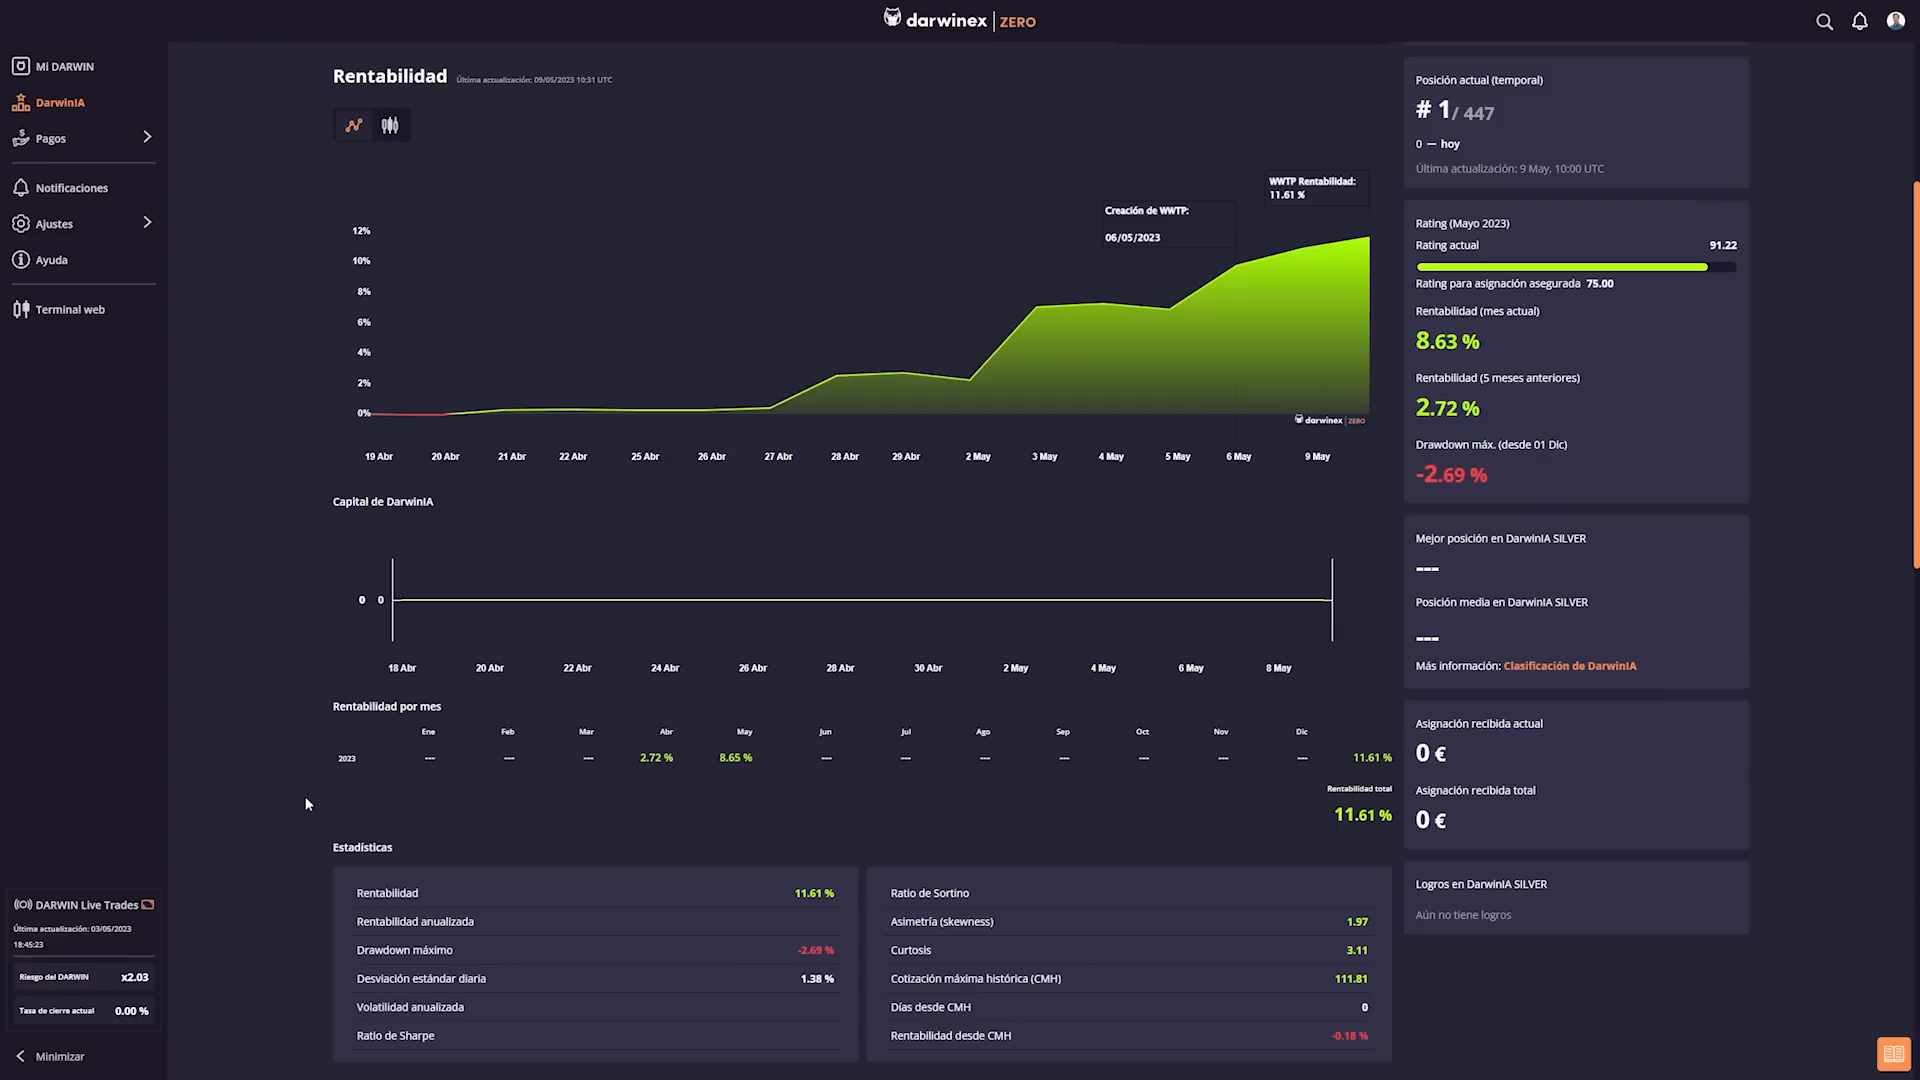 darwinex | ZERO
Mi DARWIN
DarwinIA
Pagos
Notificaciones
Ajustes
Ayuda
Terminal web
Rentabilidad Última actualización: 09/05/2023 10:31 UTC
WWTP Rentabilidad:
11.61 %
Creación de WWTP:
06/05/2023
12%
10%
8%
6%
4%
2%
0%
darwinex | ZERO
19 Abr 20 Abr 21 Abr 22 Abr 25 Abr 26 Abr 27 Abr 28 Abr 29 Abr 2 May 3 May 4 May 5 May 6 May 9 May
Capital de DarwinIA
0 0
18 Abr 20 Abr 22 Abr 24 Abr 26 Abr 28 Abr 30 Abr 2 May 4 May 6 May 8 May
Rentabilidad por mes
Ene Feb Mar Abr May Jun Jul Ago Sep Oct Nov Dic
2023 --- --- --- 2.72 % 8.65 % --- --- --- --- --- --- --- 11.61 %
Rentabilidad total
11.61 %
Estadísticas
Rentabilidad 11.61 %
Rentabilidad anualizada
Drawdown máximo -2.69 %
Desviación estándar diaria 1.38 %
Volatilidad anualizada
Ratio de Sharpe
Ratio de Sortino
Asimetría (skewness) 1.97
Curtosis 3.11
Cotización máxima histórica (CMH) 111.81
Días desde CMH 0
Rentabilidad desde CMH -0.18 %
Posición actual (temporal)
# 1 / 447
0 — hoy
Última actualización: 9 May, 10:00 UTC
Rating (Mayo 2023)
Rating actual 91.22
Rating para asignación asegurada 75.00
Rentabilidad (mes actual)
8.63 %
Rentabilidad (5 meses anteriores)
2.72 %
Drawdown máx. (desde 01 Dic)
-2.69 %
Mejor posición en DarwinIA SILVER
---
Posición media en DarwinIA SILVER
---
Más información: Clasificación de DarwinIA
Asignación recibida actual
0 €
Asignación recibida total
0 €
Logros en DarwinIA SILVER
Aún no tiene logros
DARWIN Live Trades
Última actualización: 03/05/2023
18:45:23
Riesgo del DARWIN x2.03
Tasa de cierre actual 0.00 %
Minimizar